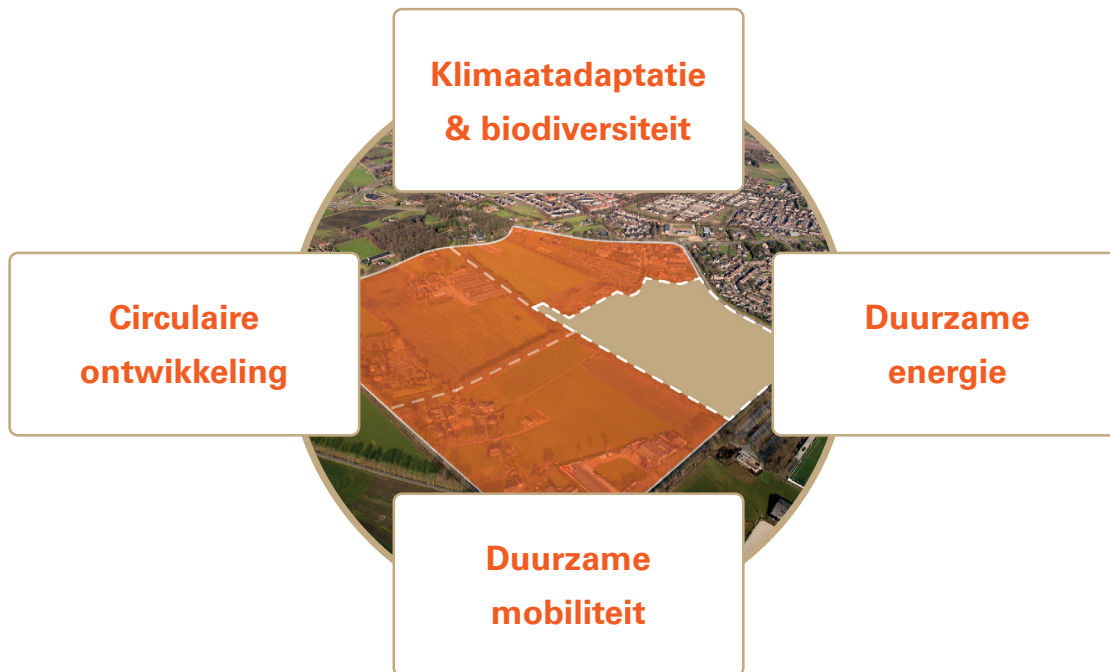 Klimaatadaptatie
& biodiversiteit
Circulaire
ontwikkeling
Duurzame
energie
Duurzame
mobiliteit